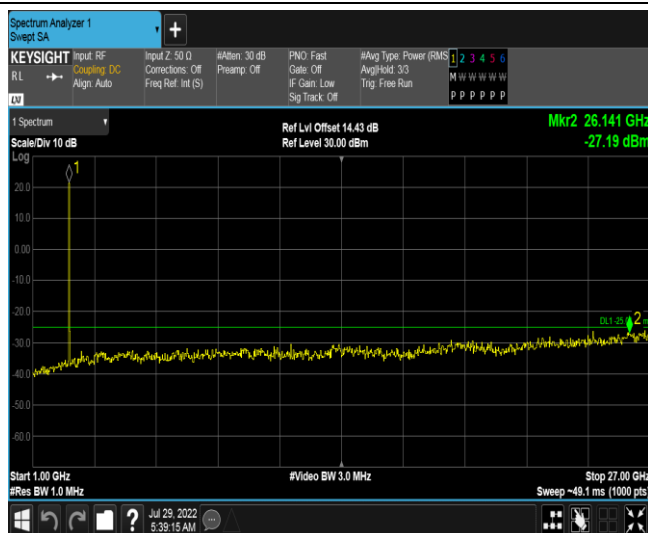 Spectrum Analyzer 1
Swept SA
KEYSIGHT
RL
LXI
Input: RF
Coupling: DC
Align: Auto
Input Z: 50 Ω
Corrections: Off
Freq Ref: Int (S)
#Atten: 30 dB
Preamp: Off
PNO: Fast
Gate: Off
IF Gain: Low
Sig Track: Off
#Avg Type: Power (RMS
Avg|Hold: 3/3
Trig: Free Run
1 2 3 4 5 6
M W W W W W
P P P P P P
1 Spectrum
Scale/Div 10 dB
Log
Ref Lvl Offset 14.43 dB
Ref Level 30.00 dBm
Mkr2 26.141 GHz
-27.19 dBm
1
20.0
10.0
0.00
-10.0
-20.0
DL1 -25
2
-30.0
-40.0
-50.0
-60.0
Start 1.00 GHz
#Res BW 1.0 MHz
#Video BW 3.0 MHz
Stop 27.00 GHz
Sweep ~49.1 ms (1000 pts)
?
Jul 29, 2022
5:39:15 AM